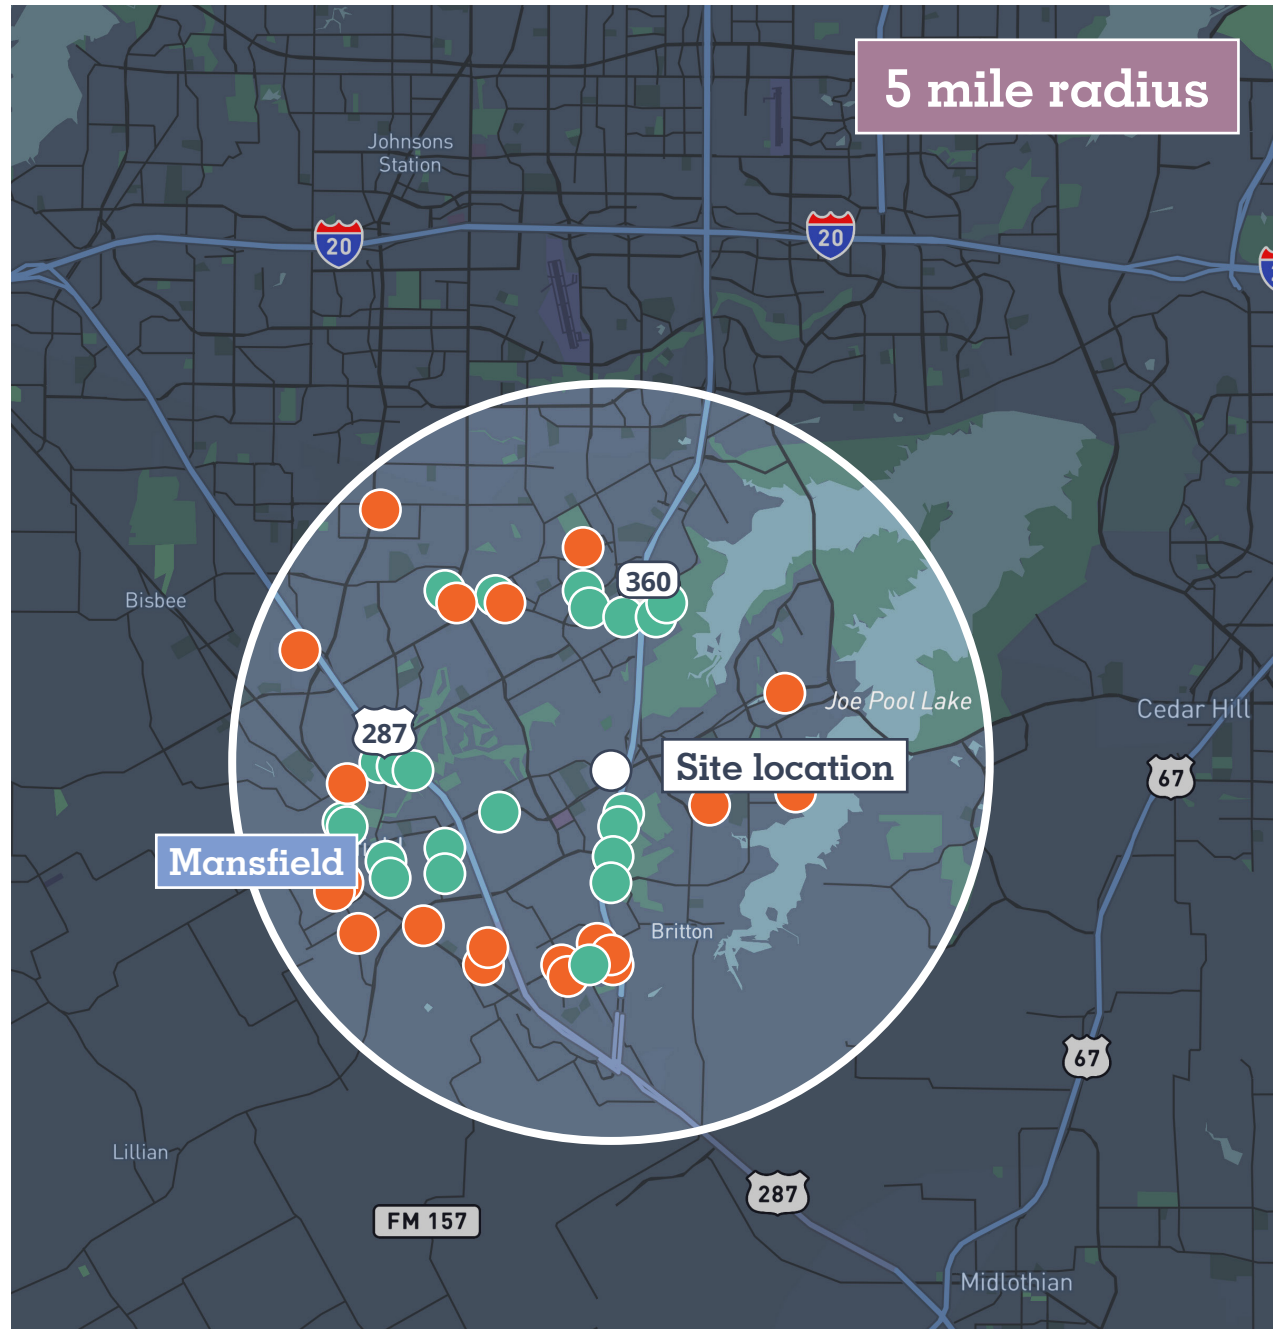 5 mile radius
Johnsons
Station
20
20
360
Bisbee
Joe Pool Lake
Cedar Hill
287
Site location
67
Mansfield
Britton
67
Lillian
287
FM 157
Midlothian